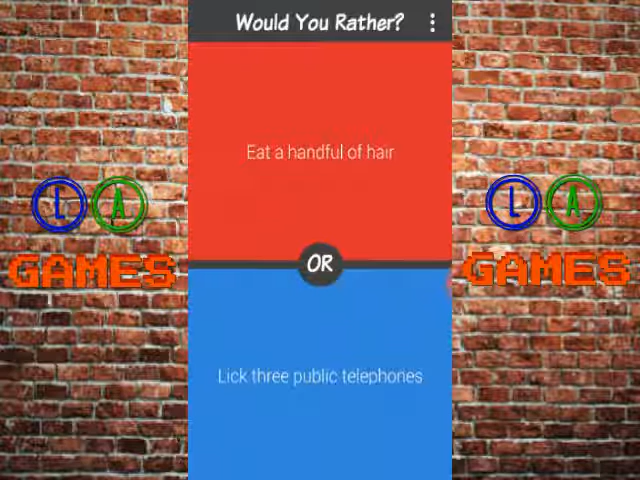 Would You Rather?
Eat a handful of hair
L A
GAMES
L A
GAMES
OR
Lick three public telephones